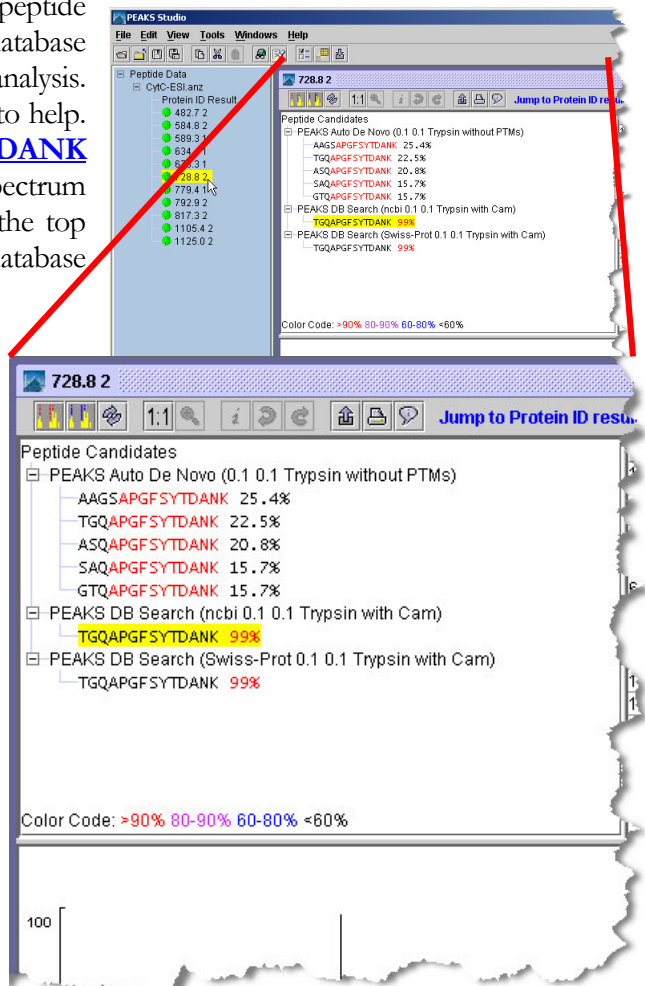 peptide
database
analysis.
to help.
DANK
spectrum
the top
database
PEAKS Studio
File Edit View Tools Windows Help
Peptide Data
CytC-ESI.anz
Protein ID Result
482.7 2
584.8 2
589.3 1
634
1
3 1
728.8 2
779.4 1
792.9 2
817.3 2
1105.4 2
1125.0 2
728.8 2
1:1 Jump to Protein ID
Peptide Candidates
PEAKS Auto De Novo (0.1 0.1 Trypsin without PTMs)
AAGSAPGFSYTDANK 25.4%
TGQAPGFSYTDANK 22.5%
ASQAPGFSYTDANK 20.8%
SAQAPGFSYTDANK 15.7%
GTQAPGFSYTDANK 15.7%
PEAKS DB Search (ncbi 0.1 0.1 Trypsin with Cam)
TGQAPGFSYTDANK 99%
PEAKS DB Search (Swiss-Prot 0.1 0.1 Trypsin with Cam)
TGQAPGFSYTDANK 99%
Color Code: >90% 80-90% 60-80% <60%
728.8 2
1:1 Jump to Protein ID
Peptide Candidates
PEAKS Auto De Novo (0.1 0.1 Trypsin without PTMs)
AAGSAPGFSYTDANK 25.4%
TGQAPGFSYTDANK 22.5%
ASQAPGFSYTDANK 20.8%
SAQAPGFSYTDANK 15.7%
GTQAPGFSYTDANK 15.7%
PEAKS DB Search (ncbi 0.1 0.1 Trypsin with Cam)
TGQAPGFSYTDANK 99%
PEAKS DB Search (Swiss-Prot 0.1 0.1 Trypsin with Cam)
TGQAPGFSYTDANK 99%
Color Code: >90% 80-90% 60-80% <60%
100